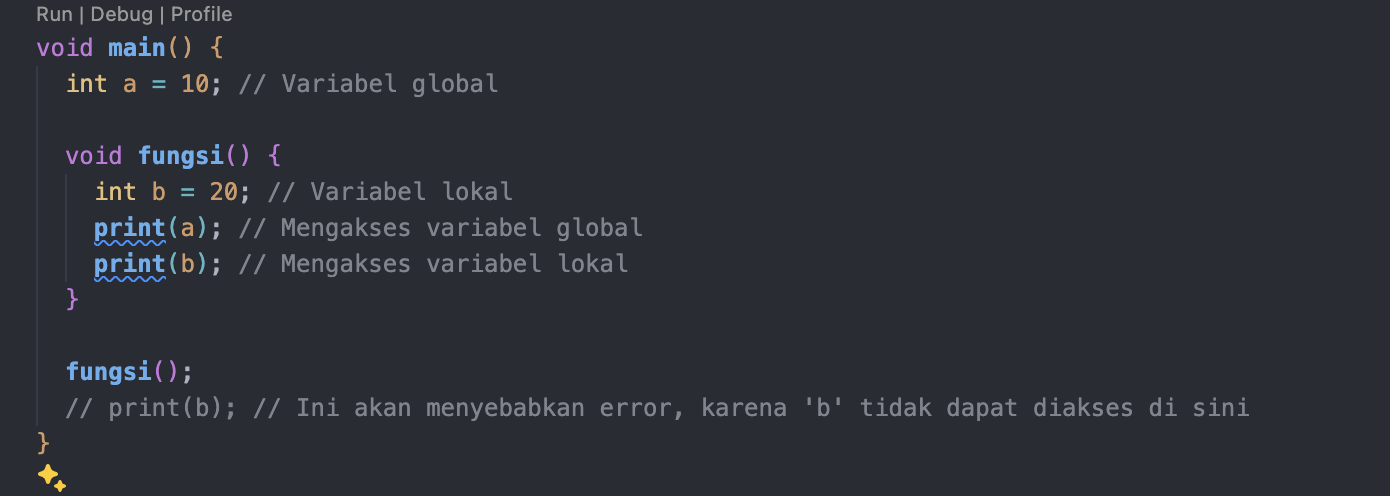 Run | Debug | Profile
void main() {
int a = 10; // Variabel global
void fungsi() {
int b = 20; // Variabel lokal
print(a); // Mengakses variabel global
print(b); // Mengakses variabel lokal
}
fungsi();
// print(b); // Ini akan menyebabkan error, karena 'b' tidak dapat diakses di sini
}